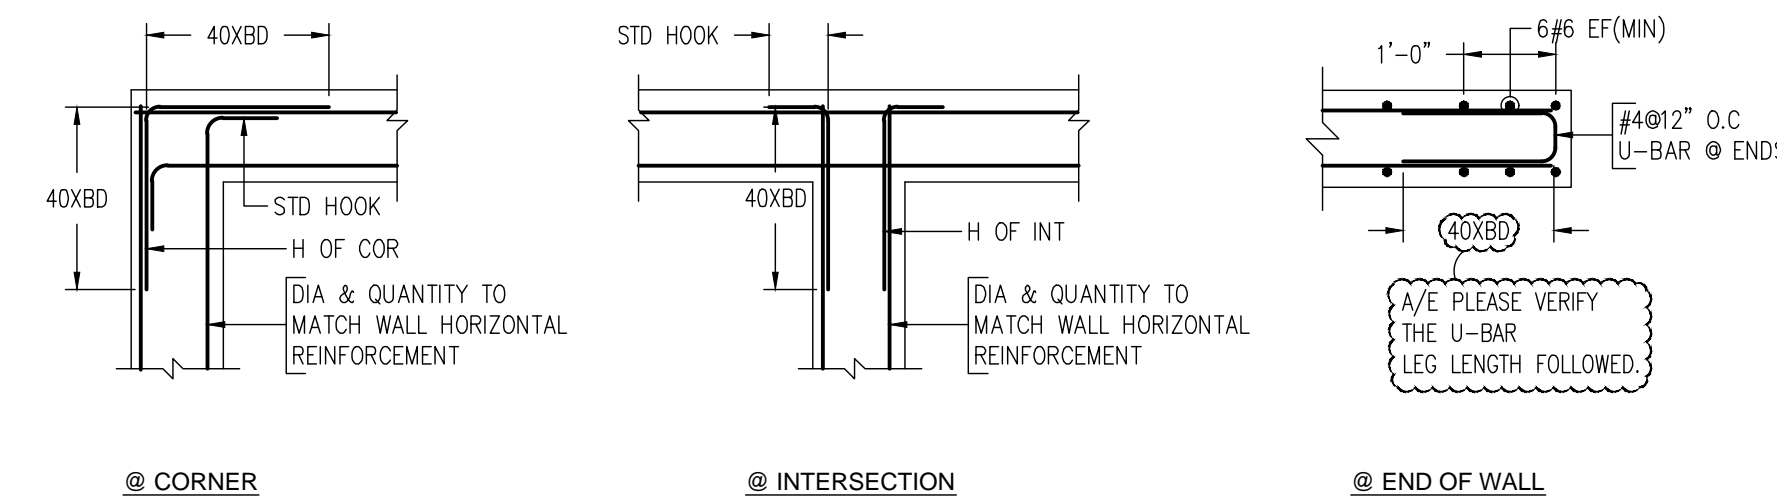 40XBD
40XBD
STD HOOK
H OF COR
DIA & QUANTITY TO
MATCH WALL HORIZONTAL
REINFORCEMENT
@ CORNER
STD HOOK
40XBD
H OF INT
DIA & QUANTITY TO
MATCH WALL HORIZONTAL
REINFORCEMENT
@ INTERSECTION
6#6 EF(MIN)
1'-0"
#4@12" O.C
U-BAR @ ENDS
40XBD
A/E PLEASE VERIFY
THE U-BAR
LEG LENGTH FOLLOWED.
@ END OF WALL